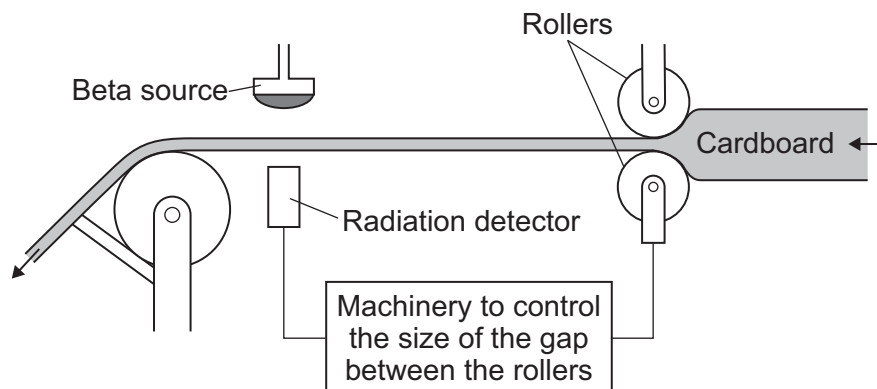 Rollers
Beta source
Cardboard
Radiation detector
Machinery to control
the size of the gap
between the rollers